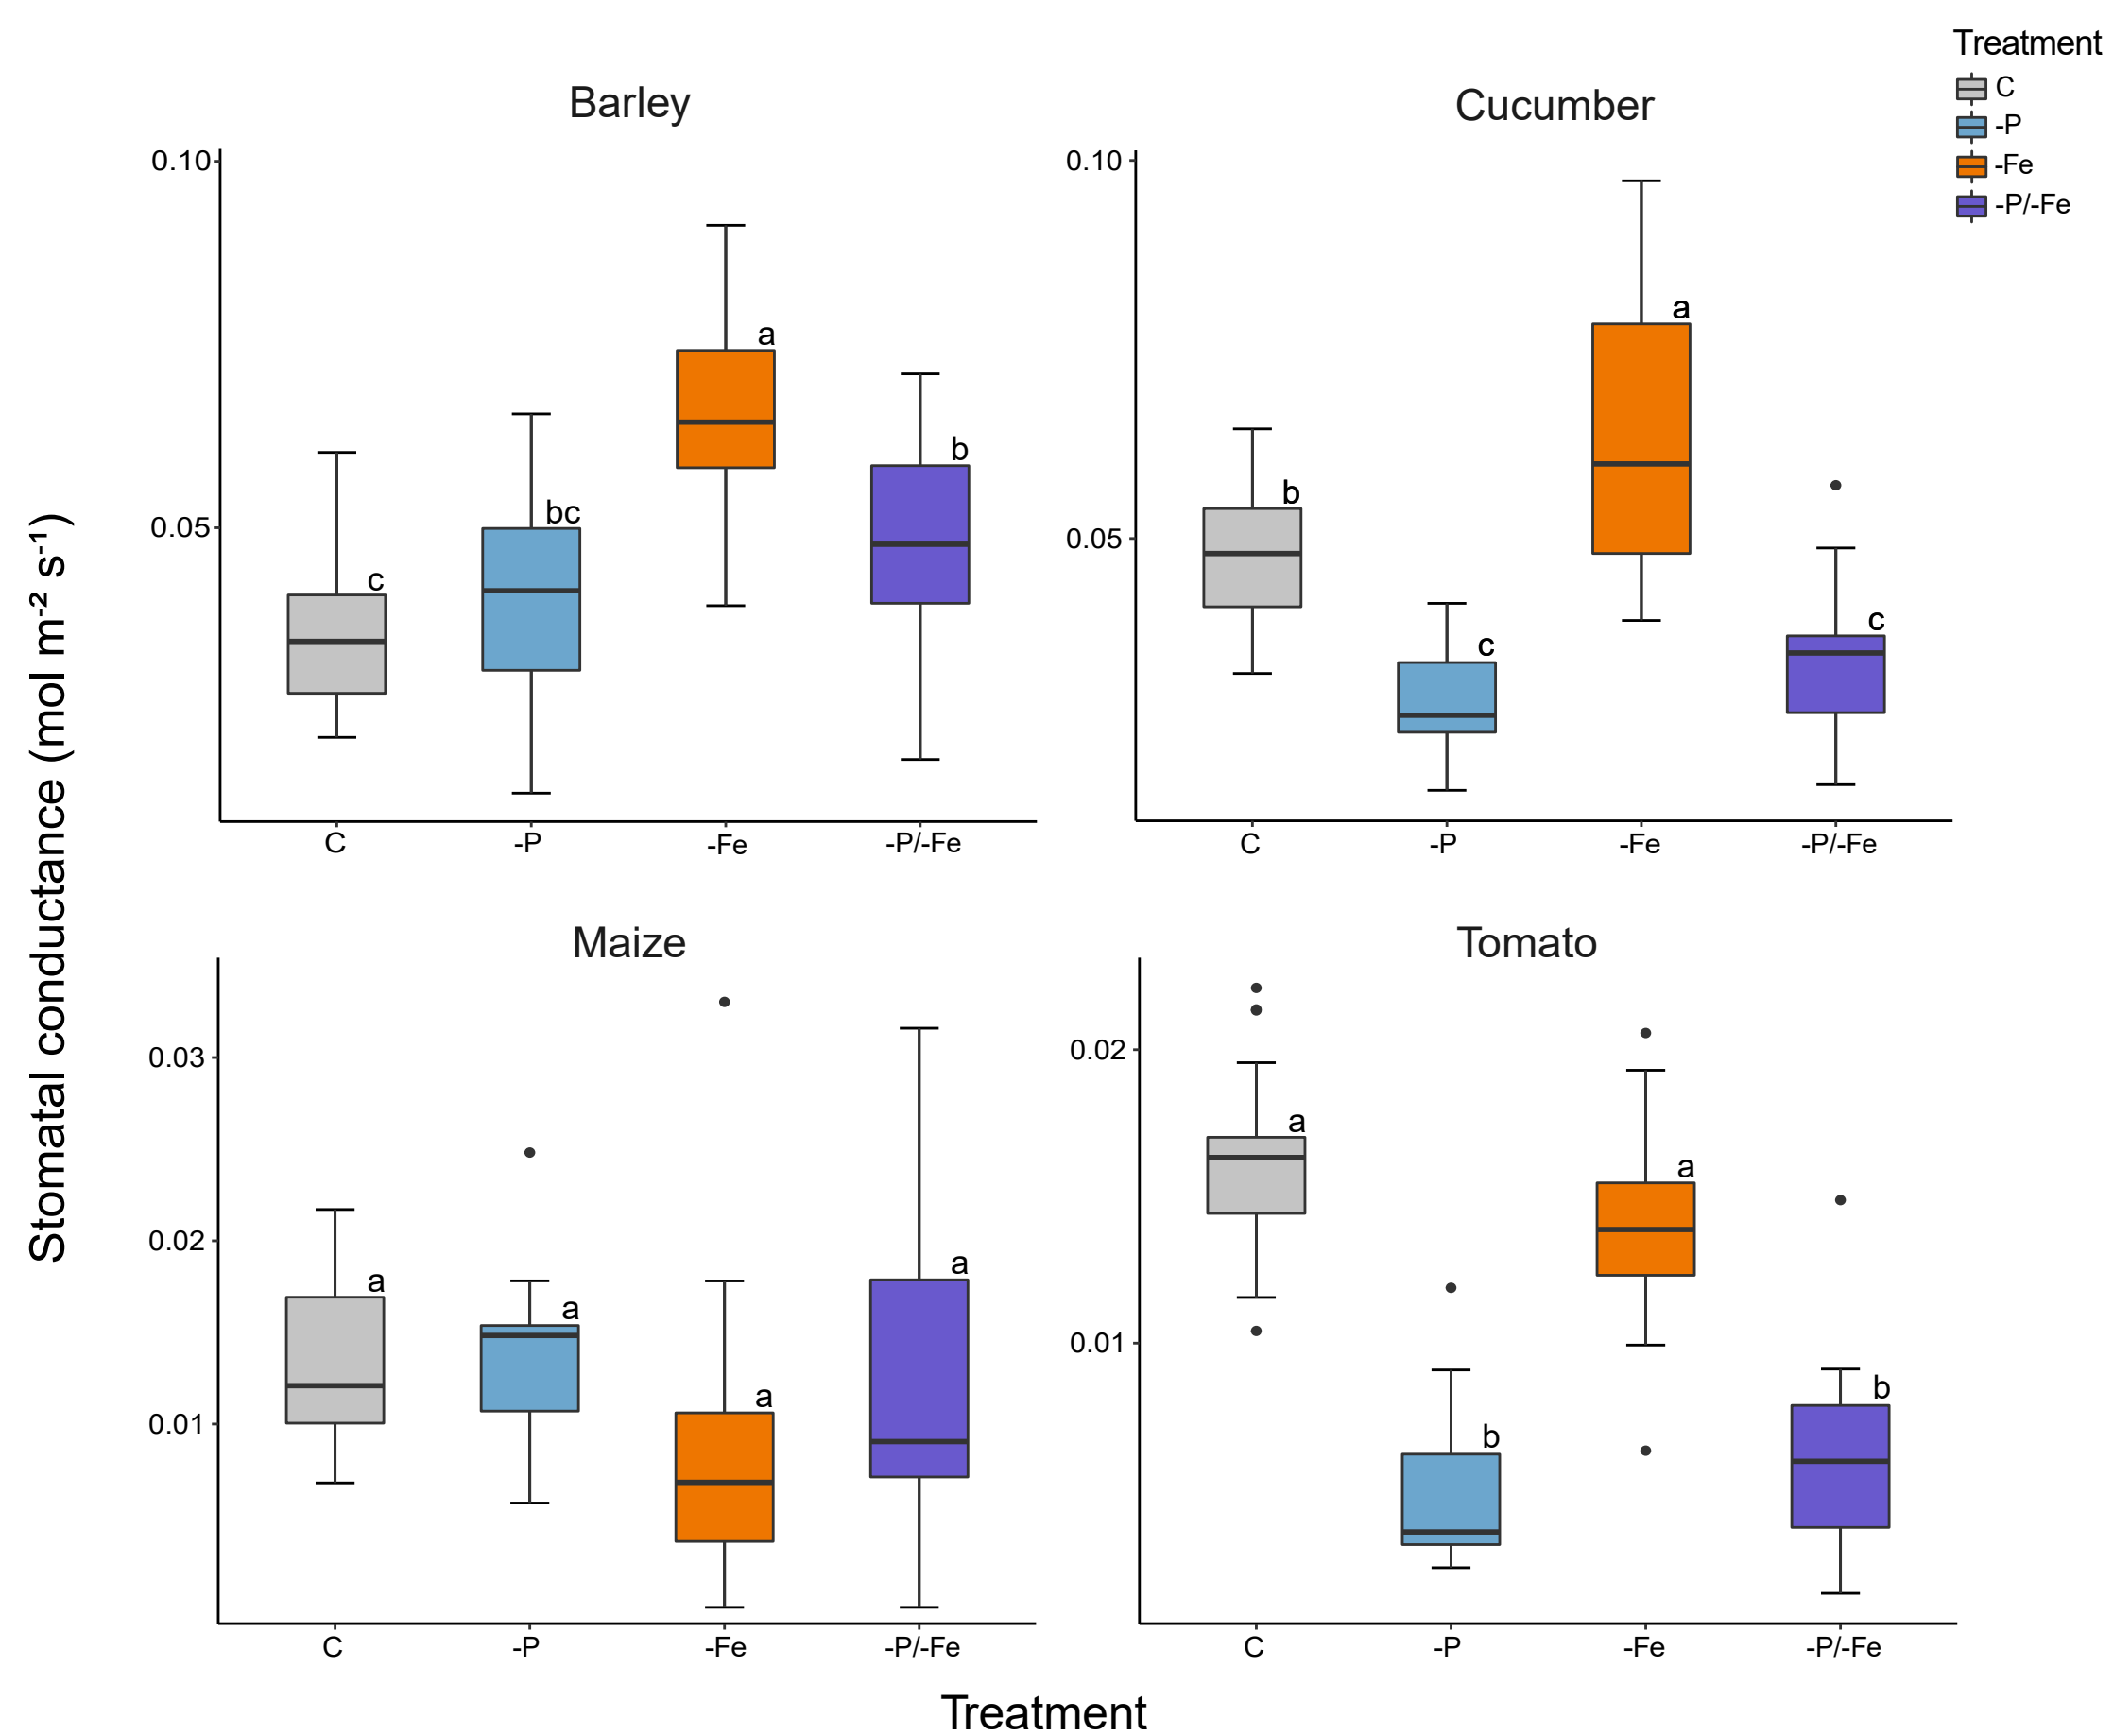 Treatment
C
-P
-Fe
-P/-Fe
Stomatal conductance (mol m⁻² s⁻¹)
Barley
0.10
0.05
c
bc
a
b
C
-P
-Fe
-P/-Fe
Cucumber
0.10
0.05
b
c
a
c
C
-P
-Fe
-P/-Fe
Maize
0.03
0.02
0.01
a
a
a
a
C
-P
-Fe
-P/-Fe
Tomato
0.02
0.01
a
b
a
b
C
-P
-Fe
-P/-Fe
Treatment